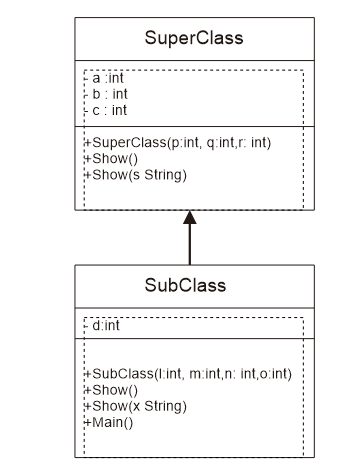 SuperClass
- a :int
- b : int
- c : int
+SuperClass(p:int, q:int,r: int)
+Show()
+Show(s String)
SubClass
- d:int
+SubClass(l:int, m:int,n: int,o:int)
+Show()
+Show(x String)
+Main()